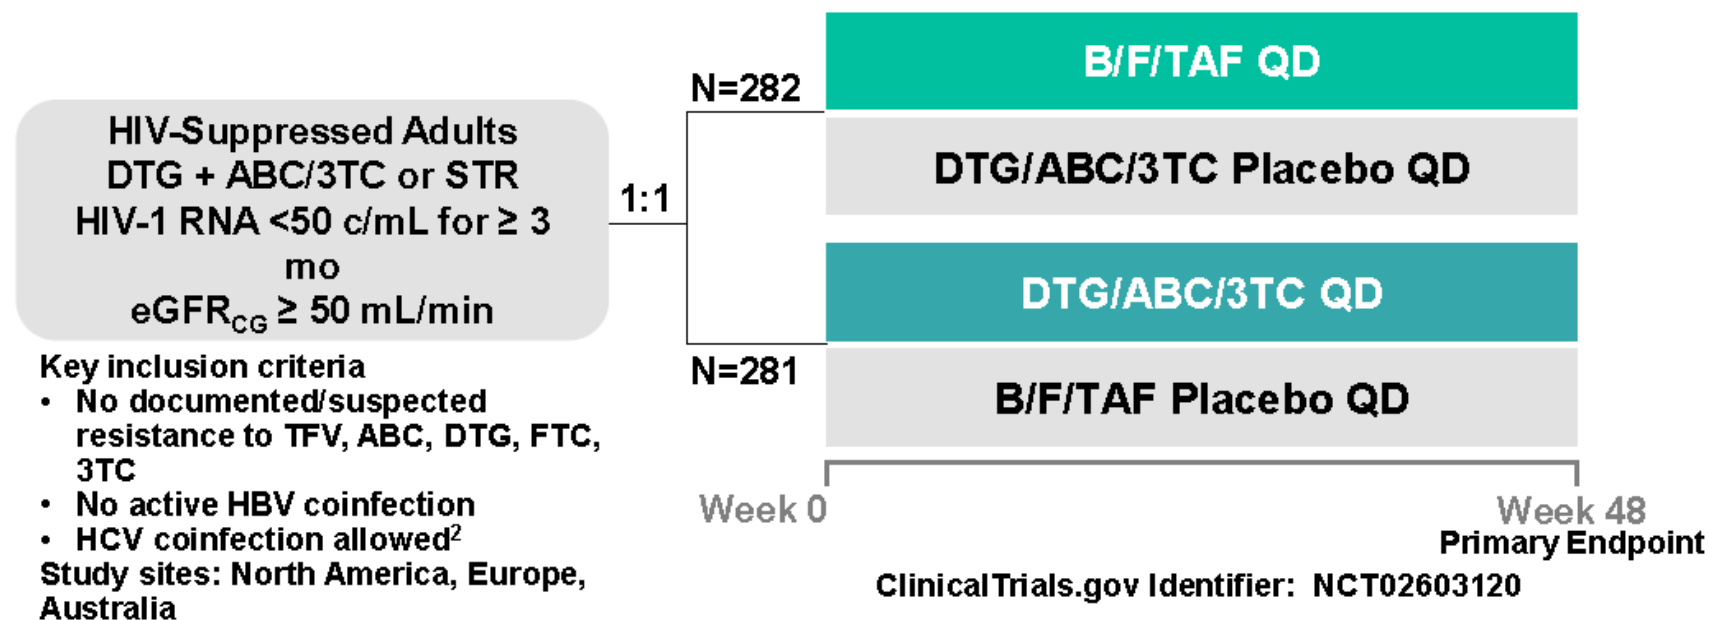 HIV-Suppressed Adults
DTG + ABC/3TC or STR
HIV-1 RNA <50 c/mL for ≥ 3
mo
eGFRCG ≥ 50 mL/min
Key inclusion criteria
• No documented/suspected
resistance to TFV, ABC, DTG, FTC,
3TC
• No active HBV coinfection
• HCV coinfection allowed2
Study sites: North America, Europe,
Australia
1:1
N=282
N=281
B/F/TAF QD
DTG/ABC/3TC Placebo QD
DTG/ABC/3TC QD
B/F/TAF Placebo QD
Week 0
Week 48
Primary Endpoint
ClinicalTrials.gov Identifier: NCT02603120